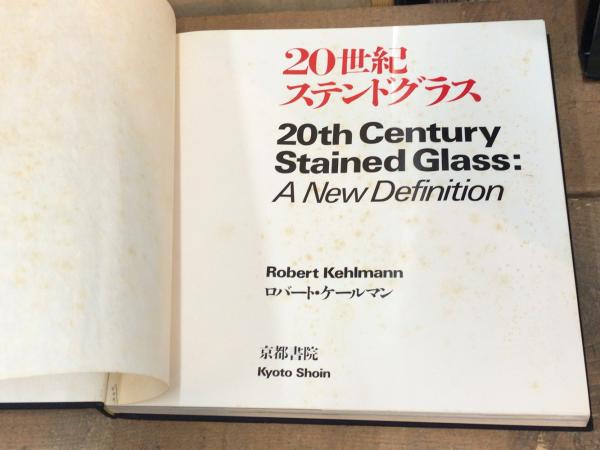 20世紀
ステンドグラス
20th Century
Stained Glass:
A New Definition
Robert Kehlmann
ロバート・ケールマン
京都書院
Kyoto Shoin